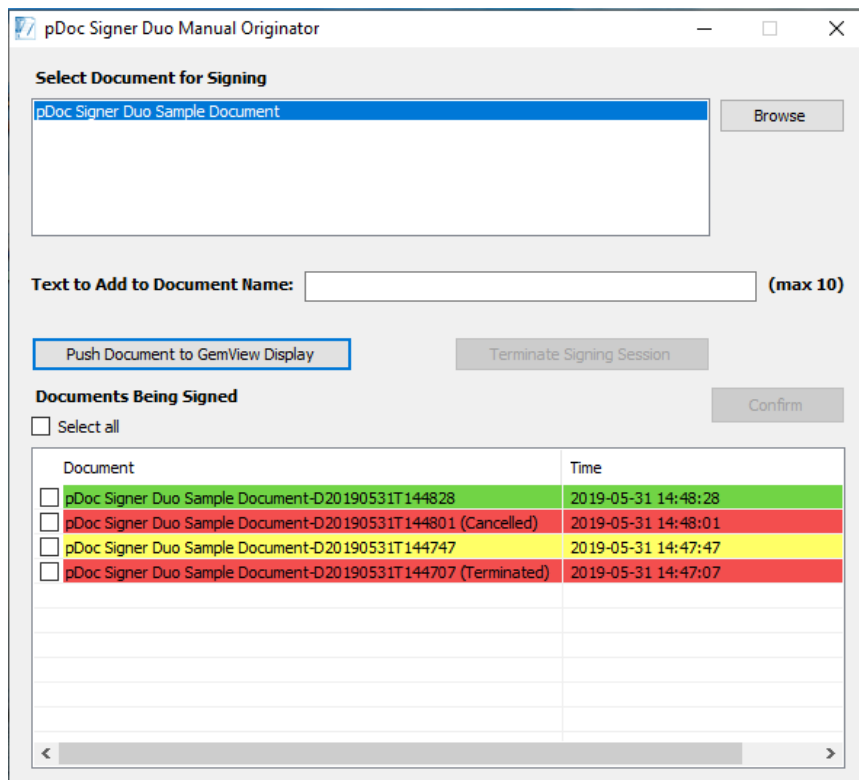 pDoc Signer Duo Manual Originator
Select Document for Signing
pDoc Signer Duo Sample Document
Browse
Text to Add to Document Name:
(max 10)
Push Document to GemView Display
Terminate Signing Session
Documents Being Signed
Confirm
Select all
Document Time
pDoc Signer Duo Sample Document-D20190531T144828 2019-05-31 14:48:28
pDoc Signer Duo Sample Document-D20190531T144801 (Cancelled) 2019-05-31 14:48:01
pDoc Signer Duo Sample Document-D20190531T144747 2019-05-31 14:47:47
pDoc Signer Duo Sample Document-D20190531T144707 (Terminated) 2019-05-31 14:47:07